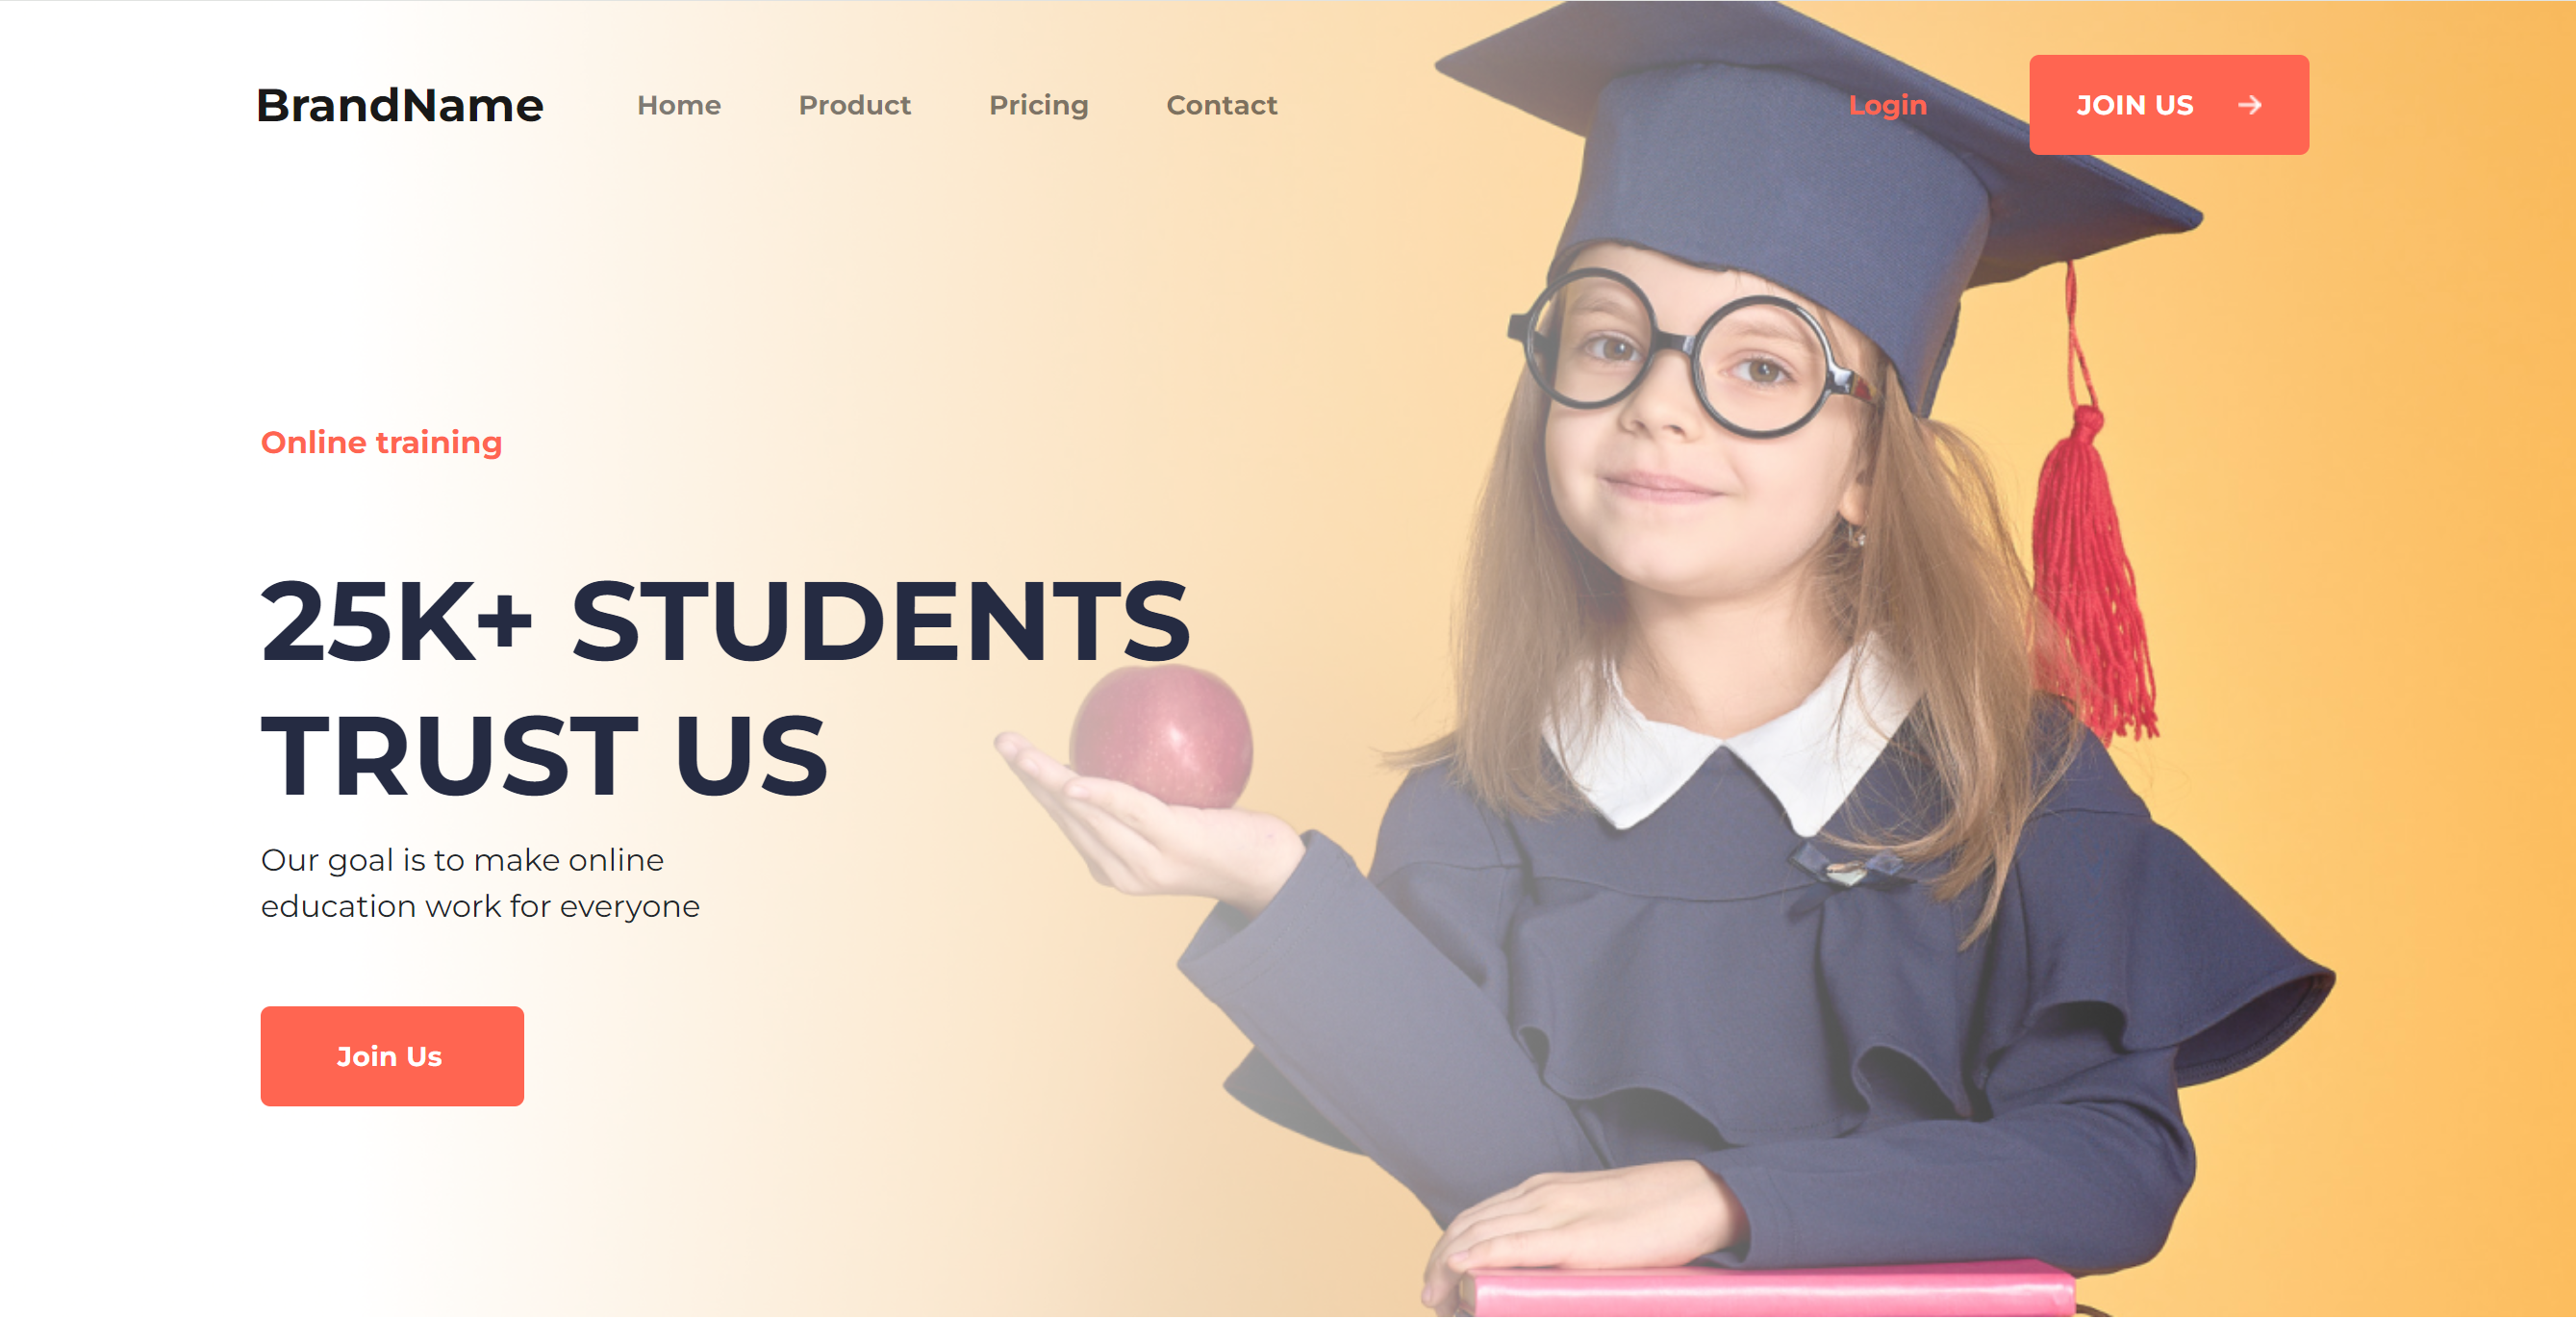 BrandName
Home
Product
Pricing
Contact
Login
JOIN US
Online training
25K+ STUDENTS
TRUST US
Our goal is to make online
education work for everyone
Join Us